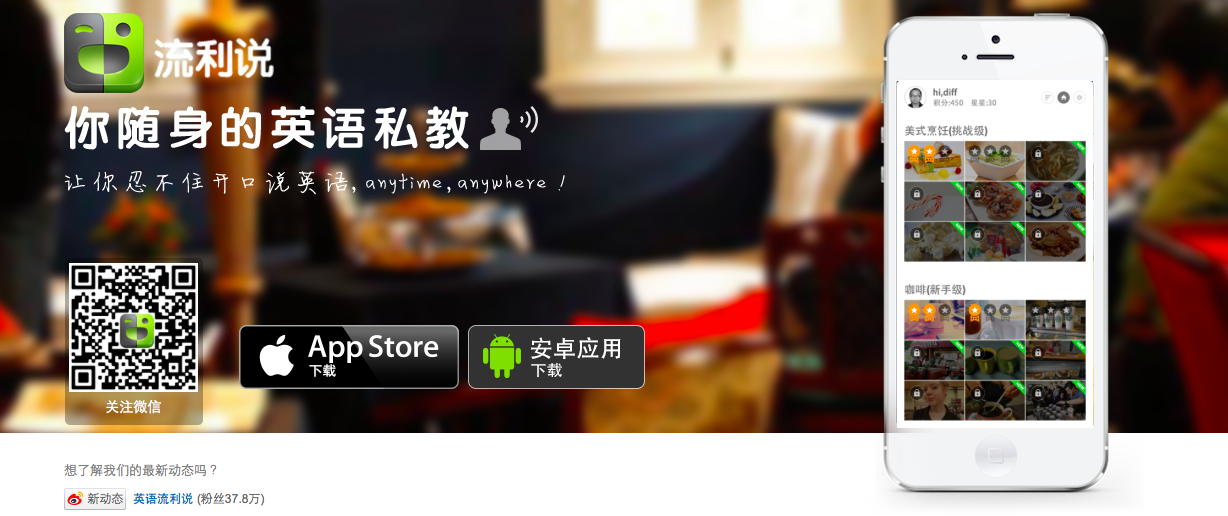 流利说
你随身的英语私教
让你忍不住开口说英语, anytime, anywhere !
关注微信
App Store
下载
安卓应用
下载
hi,diff
积分:450 星星:30
美式烹饪(挑战级)
咖啡(新手级)
想了解我们的最新动态吗？
新动态 英语流利说 (粉丝37.8万)